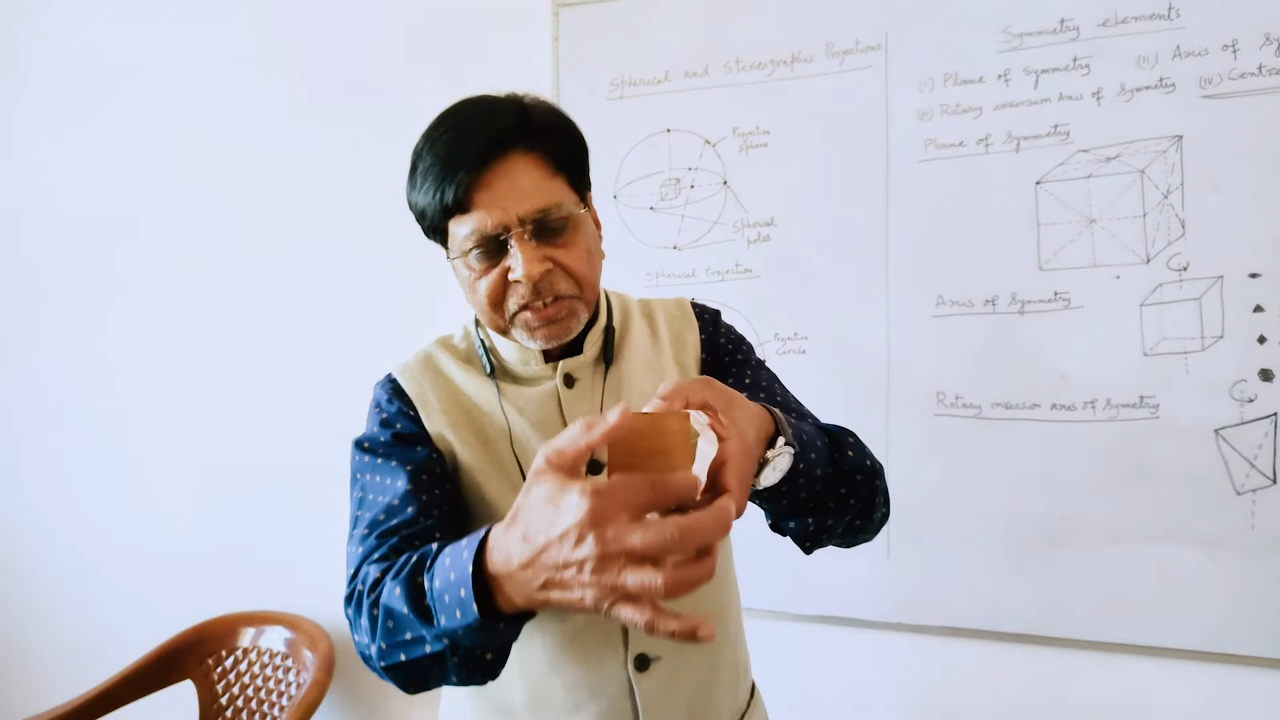 Spherical and Stereographic Projections
Projection
Sphere
Spherical
poles
Spherical Projection
Projection
Circle
Symmetry elements
(I) Plane of Symmetry (II) Axis of Sy
(III) Rotary inversion Axis of Symmetry (IV) Centre
Plane of Symmetry
Axis of Symmetry
Rotary inversion axis of Symmetry